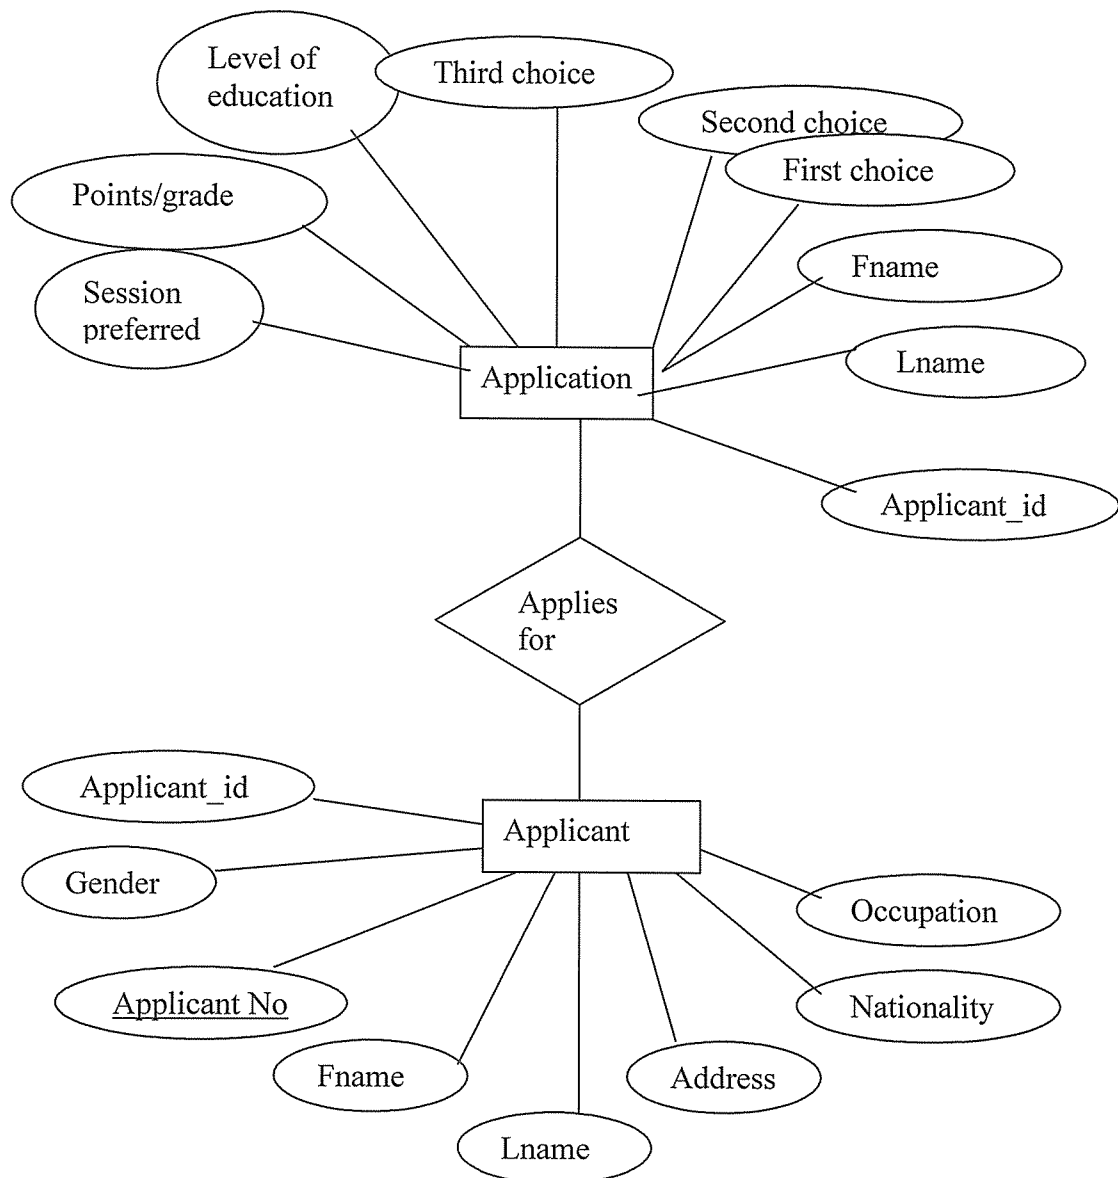 Level of
education
Third choice
Second choice
First choice
Points/grade
Fname
Session
preferred
Lname
Application
Applicant_id
Applies
for
Applicant_id
Applicant
Gender
Occupation
Applicant No
Nationality
Fname
Address
Lname